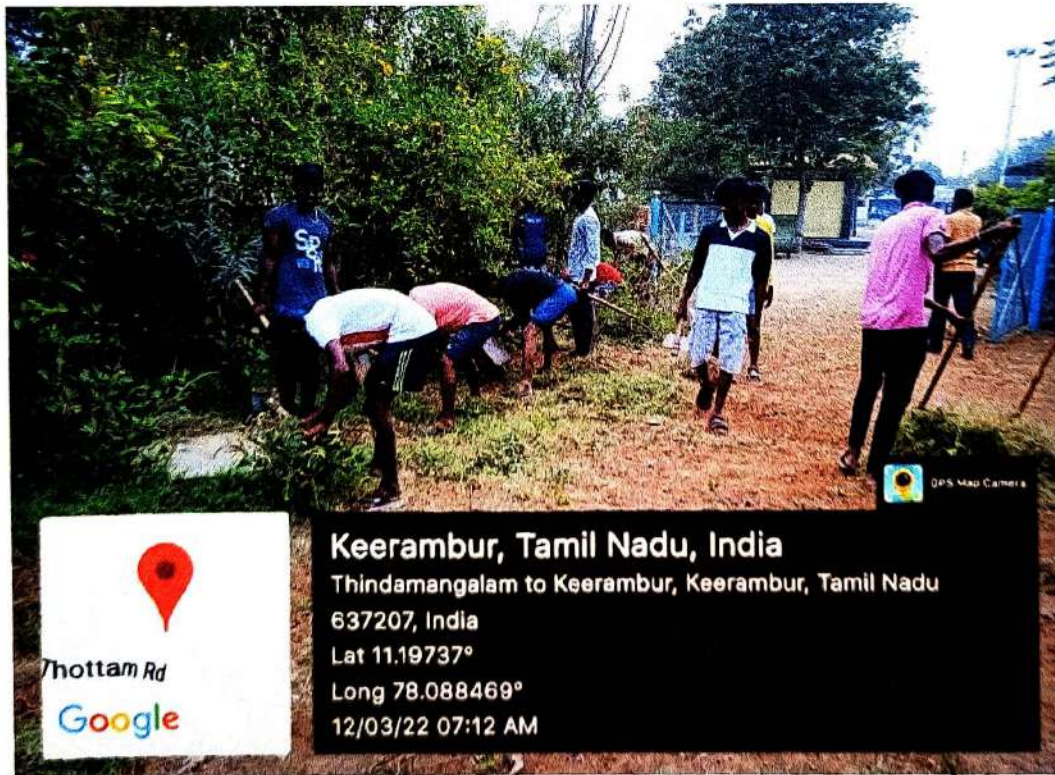 SPR
GPS Map Camera
Keerambur, Tamil Nadu, India
Thindamangalam to Keerambur, Keerambur, Tamil Nadu
637207, India
Lat 11.19737°
Long 78.088469°
12/03/22 07:12 AM
Thottam Rd
Google